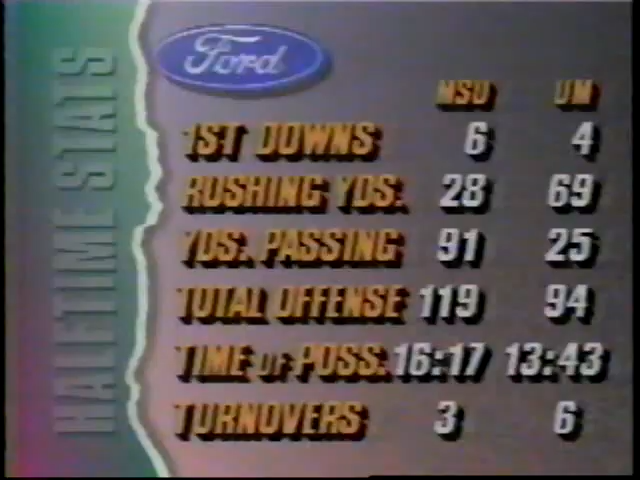 HALFTIME STATS
Ford
MSU UM
1ST DOWNS 6 4
RUSHING YDS. 28 69
YDS. PASSING 91 25
TOTAL OFFENSE 119 94
TIME OF POSS. 16:17 13:43
TURNOVERS 3 6